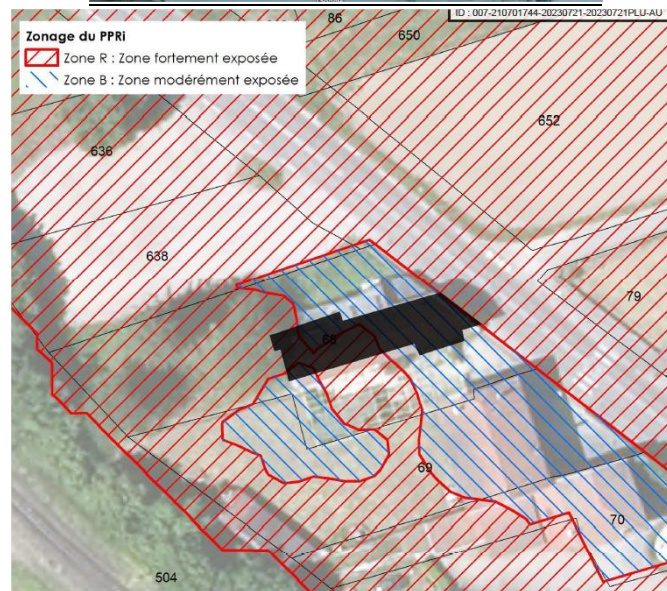 ID : 007-210701744-20230721-20230721PLU-AU
Zonage du PPRi
Zone R : Zone fortement exposée
Zone B : Zone modérément exposée
86
650
652
636
638
79
68
69
70
504